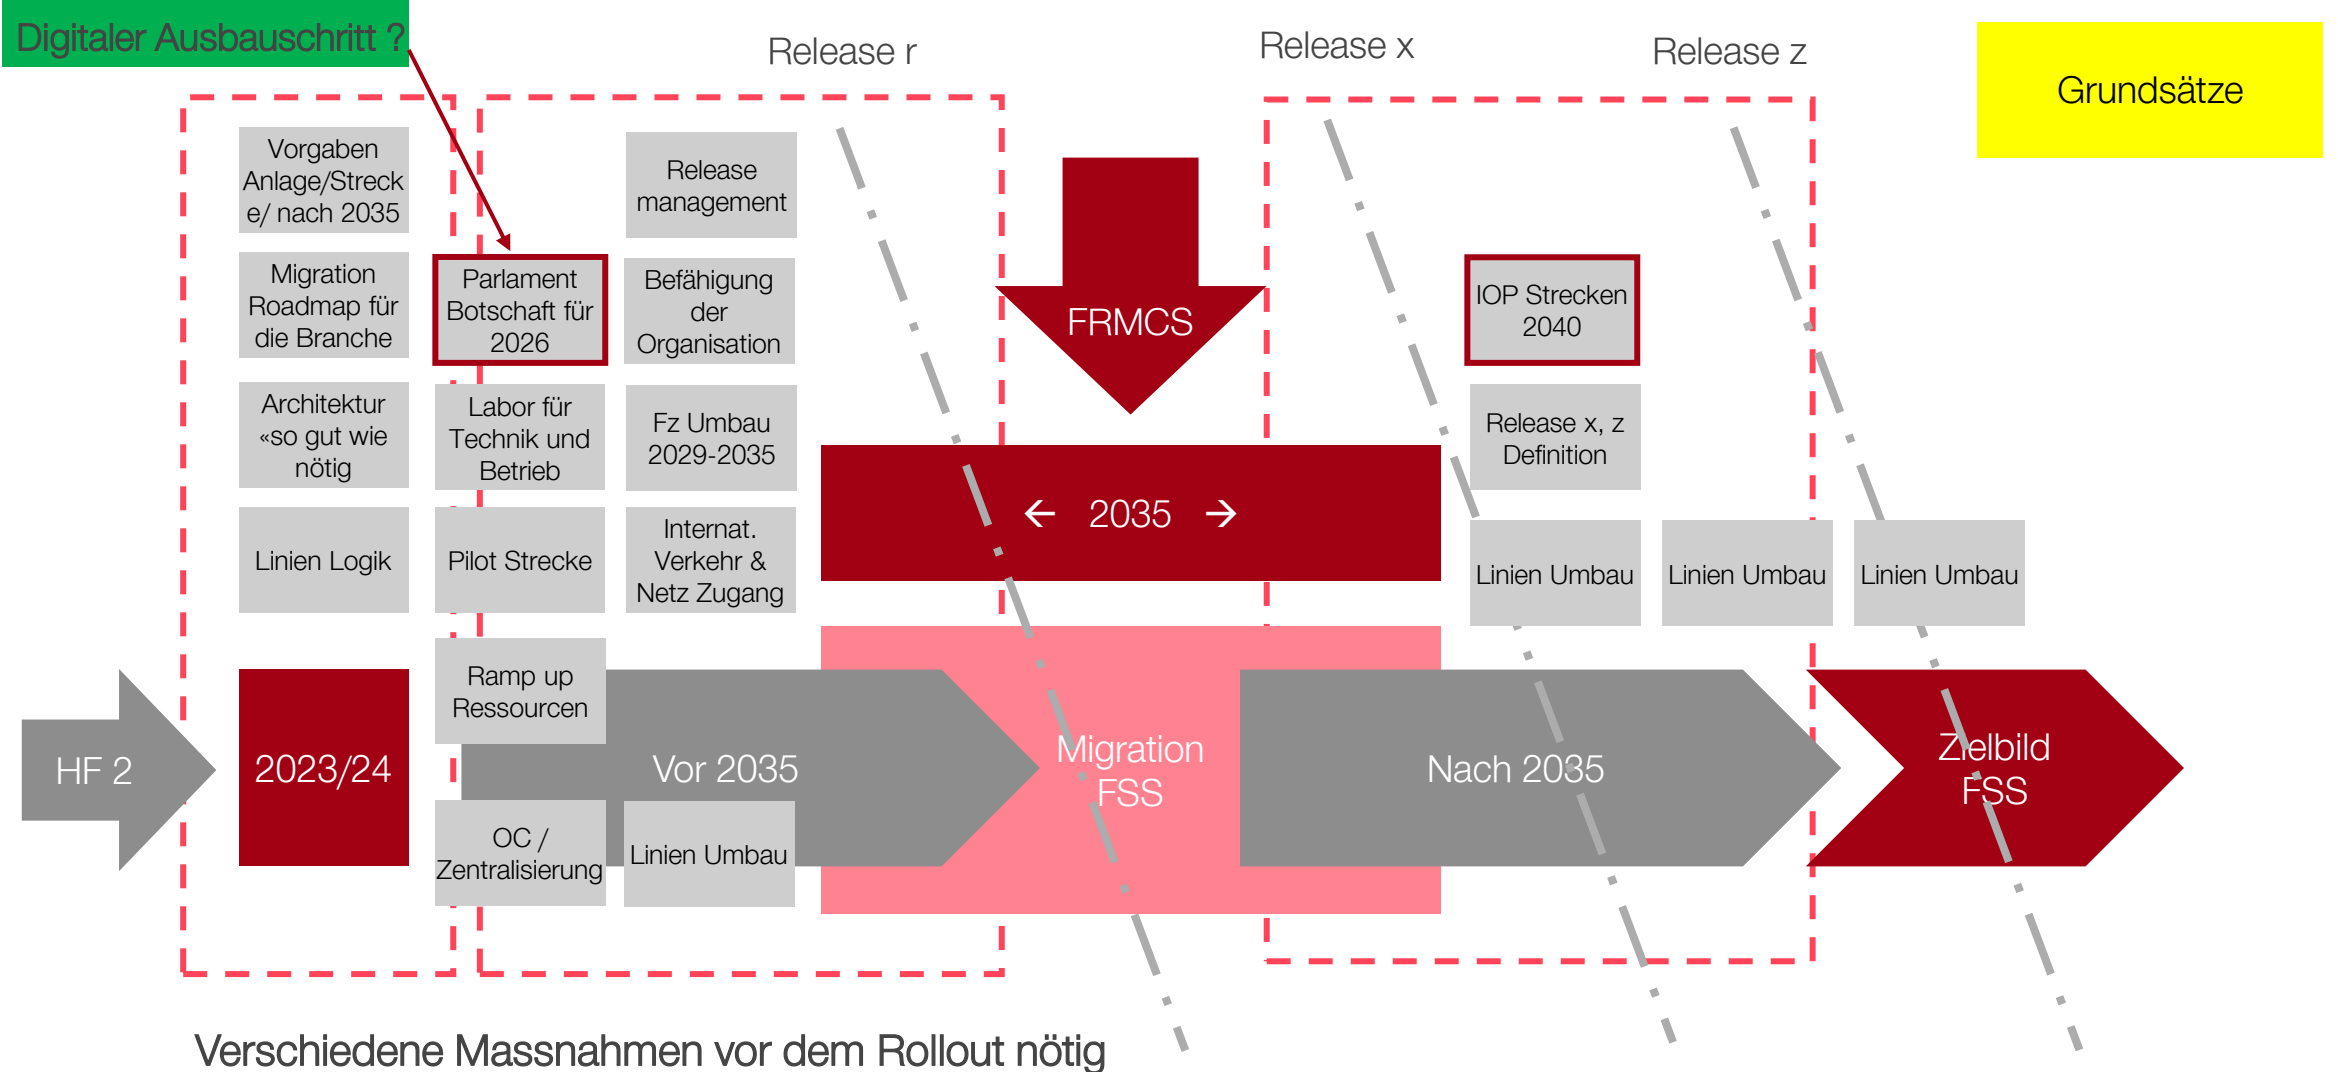 Digitaler Ausbauschritt ?
Release r
Release x
Release z
Grundsätze
Vorgaben
Anlage/Streck
e/ nach 2035
Migration
Roadmap für
die Branche
Architektur
«so gut wie
nötig
Linien Logik
Parlament
Botschaft für
2026
Labor für
Technik und
Betrieb
Pilot Strecke
Ramp up
Ressourcen
OC /
Zentralisierung
Release
management
Befähigung
der
Organisation
Fz Umbau
2029-2035
Internat.
Verkehr &
Netz Zugang
Linien Umbau
FRMCS
← 2035 →
IOP Strecken
2040
Release x, z
Definition
Linien Umbau
Linien Umbau
Linien Umbau
HF 2
2023/24
Vor 2035
Migration
FSS
Nach 2035
Zielbild
FSS
Verschiedene Massnahmen vor dem Rollout nötig